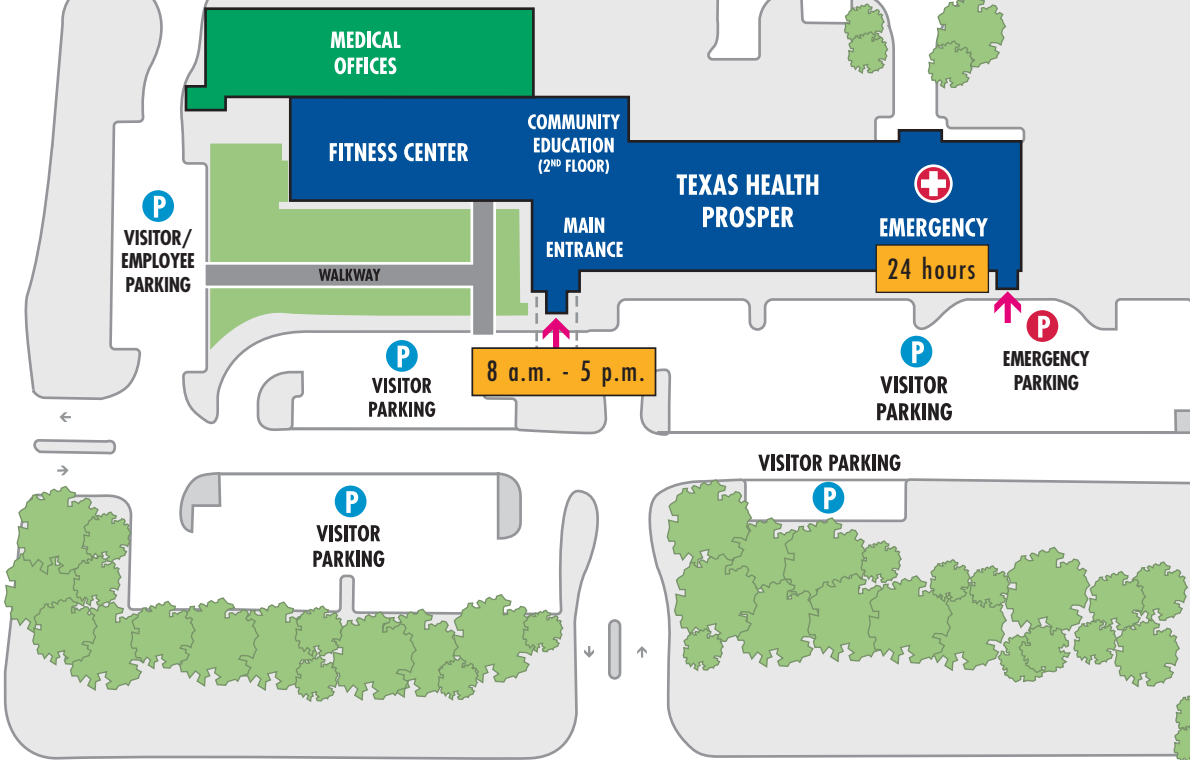 MEDICAL
OFFICES
COMMUNITY
EDUCATION
(2ND FLOOR)
FITNESS CENTER
TEXAS HEALTH
PROSPER
MAIN
ENTRANCE
EMERGENCY
24 hours
P
VISITOR/
EMPLOYEE
PARKING
WALKWAY
8 a.m. - 5 p.m.
P
VISITOR
PARKING
P
VISITOR
PARKING
P
EMERGENCY
PARKING
VISITOR PARKING
P
P
VISITOR
PARKING